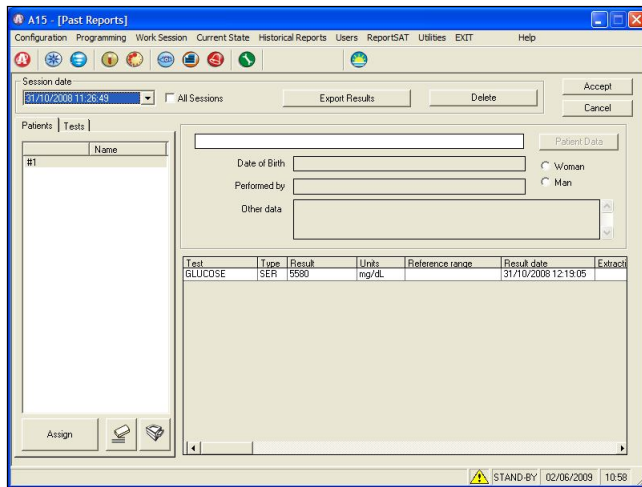 A15 - [Past Reports]
Configuration Programming Work Session Current State Historical Reports Users ReportSAT Utilities EXIT Help
Session date
31/10/2008 11:26:49 All Sessions Export Results Delete Accept
Cancel
Patients Tests
Name
#1
Patient Data
Date of Birth Woman
Performed by Man
Other data
Test Type Result Units Reference range Result date Extracti
GLUCOSE SER 5580 mg/dL 31/10/2008 12:19:05
Assign
STAND-BY 02/06/2009 10:58